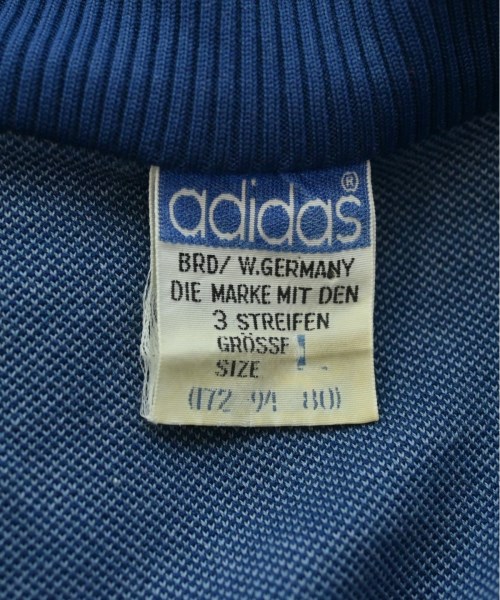 adidas®
BRD/ W.GERMANY
DIE MARKE MIT DEN
3 STREIFEN
GRÖSSE
SIZE
(172 94 80)